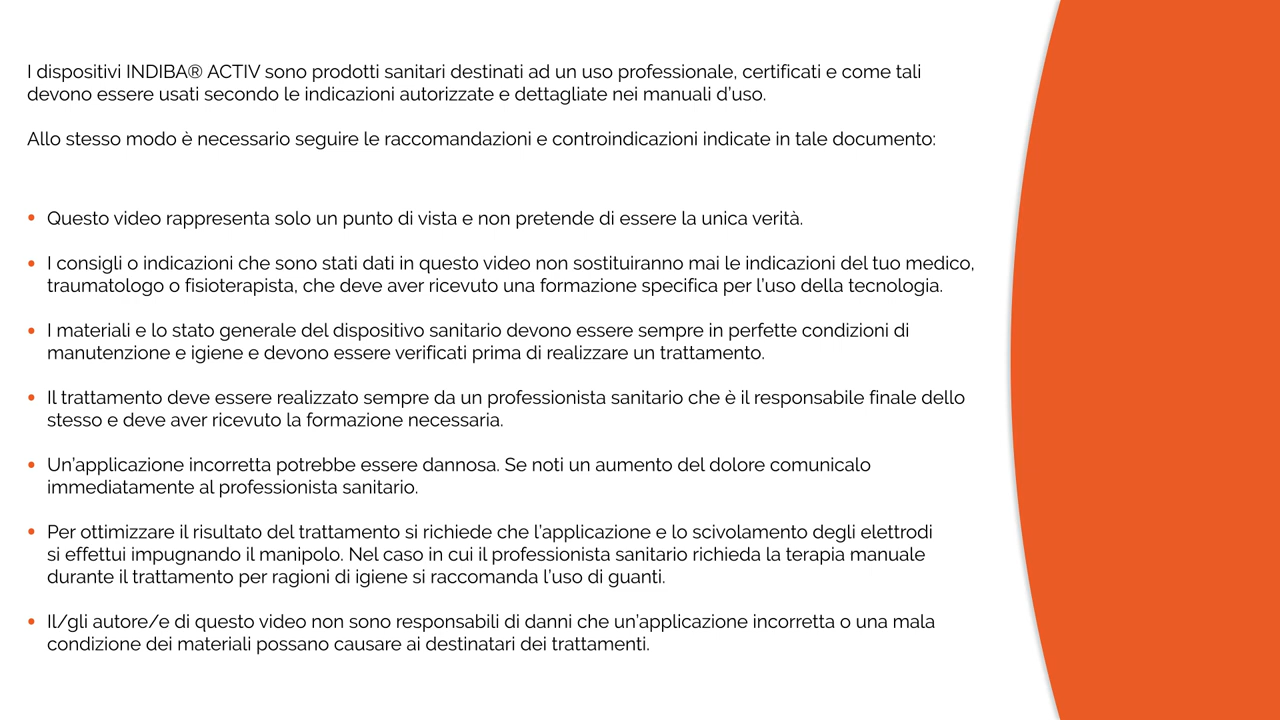 I dispositivi INDIBA® ACTIV sono prodotti sanitari destinati ad un uso professionale, certificati e come tali
devono essere usati secondo le indicazioni autorizzate e dettagliate nei manuali d'uso.
Allo stesso modo è necessario seguire le raccomandazioni e controindicazioni indicate in tale documento:
• Questo video rappresenta solo un punto di vista e non pretende di essere la unica verità.
• I consigli o indicazioni che sono stati dati in questo video non sostituiranno mai le indicazioni del tuo medico,
traumatologo o fisioterapista, che deve aver ricevuto una formazione specifica per l'uso della tecnologia.
• I materiali e lo stato generale del dispositivo sanitario devono essere sempre in perfette condizioni di
manutenzione e igiene e devono essere verificati prima di realizzare un trattamento.
• Il trattamento deve essere realizzato sempre da un professionista sanitario che è il responsabile finale dello
stesso e deve aver ricevuto la formazione necessaria.
• Un'applicazione incorretta potrebbe essere dannosa. Se noti un aumento del dolore comunicalo
immediatamente al professionista sanitario.
• Per ottimizzare il risultato del trattamento si richiede che l'applicazione e lo scivolamento degli elettrodi
si effettui impugnando il manipolo. Nel caso in cui il professionista sanitario richieda la terapia manuale
durante il trattamento per ragioni di igiene si raccomanda l'uso di guanti.
• Il/gli autore/e di questo video non sono responsabili di danni che un'applicazione incorretta o una mala
condizione dei materiali possano causare ai destinatari dei trattamenti.